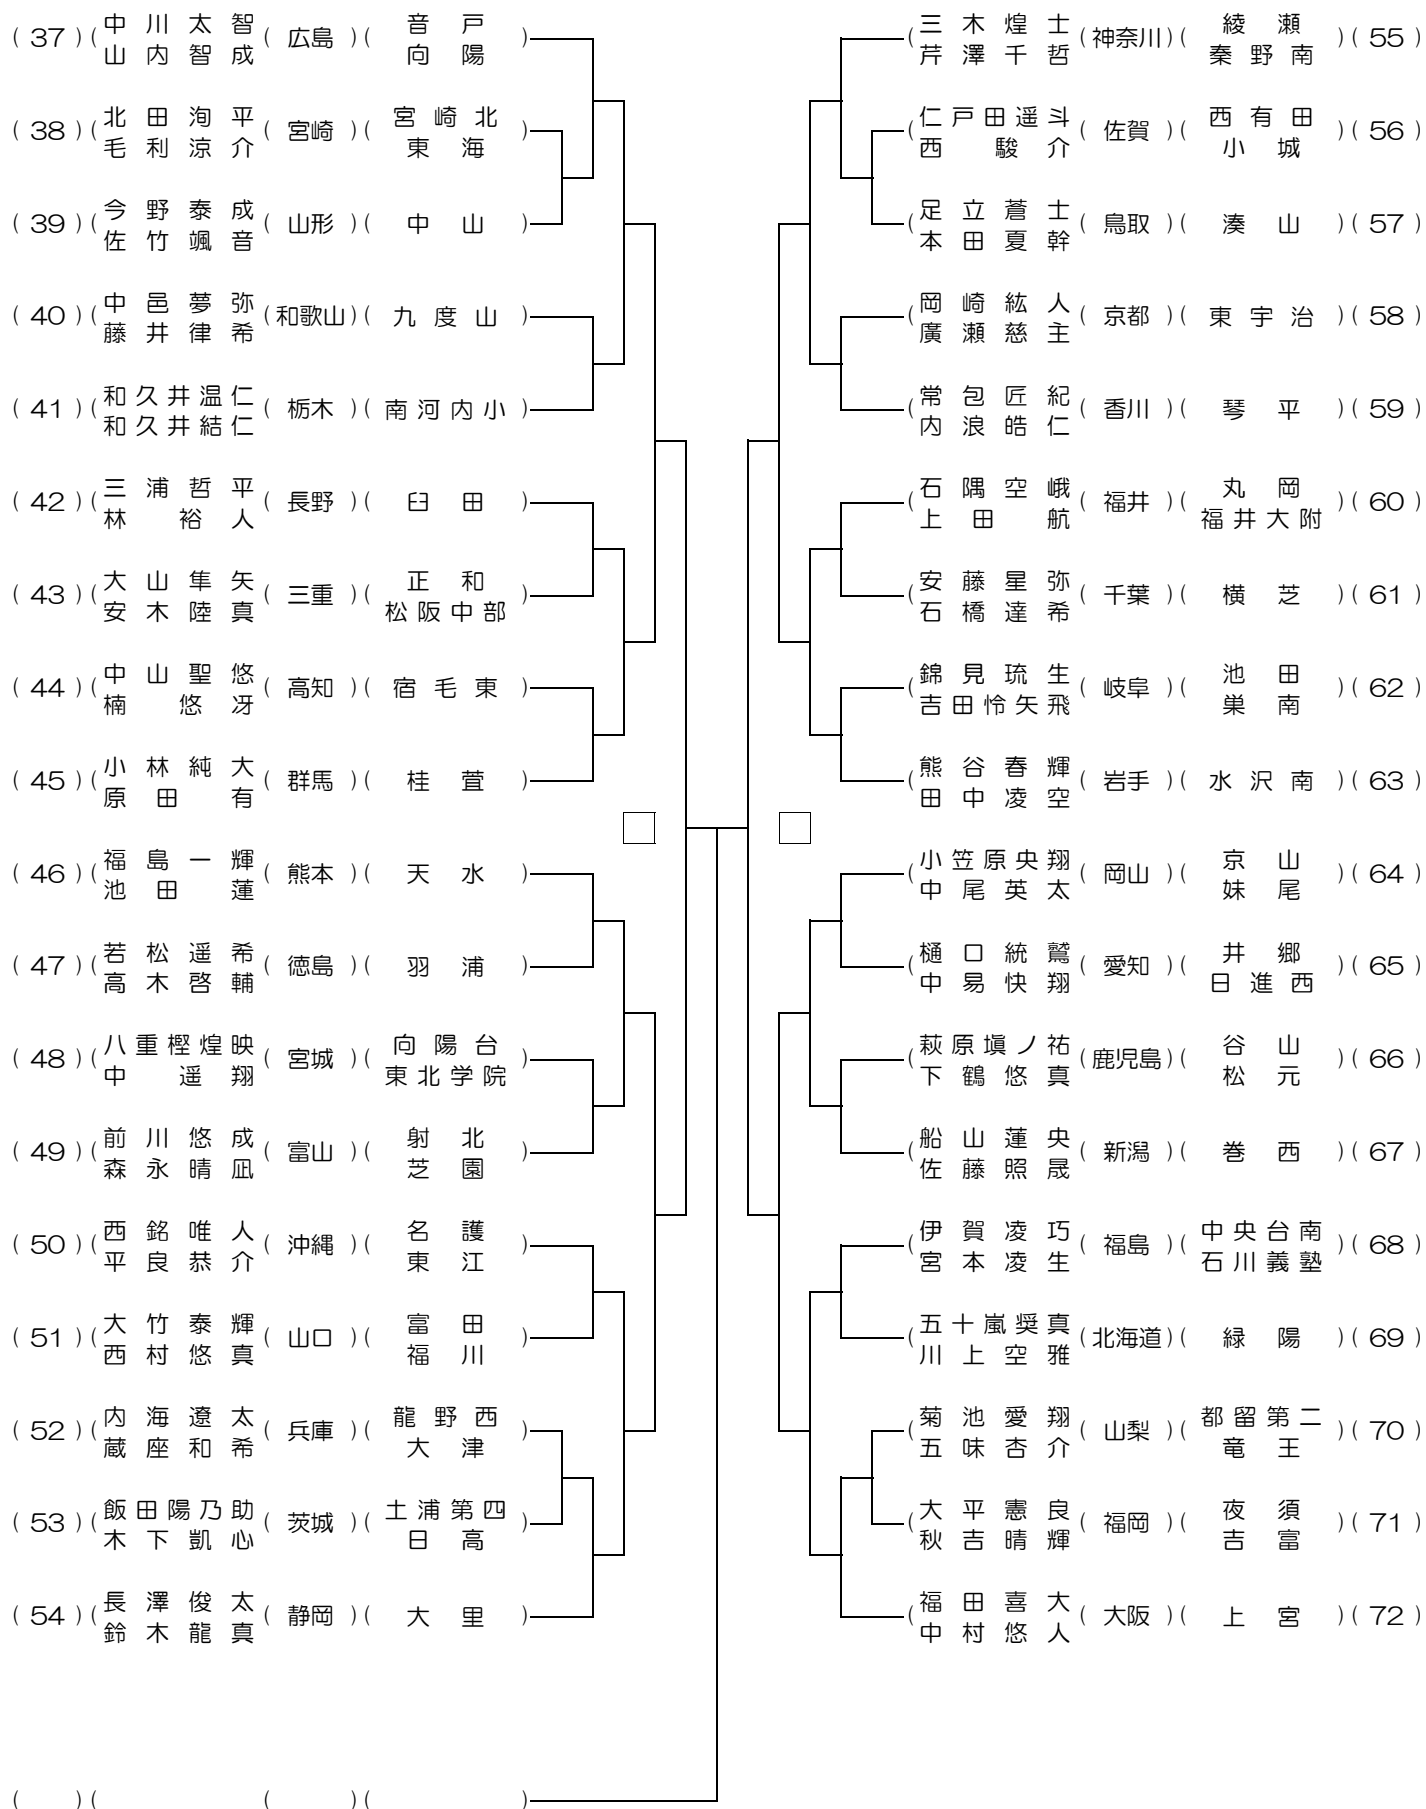 (37)(中川太智 山内智成(広島)(音戸 向陽)
(38)(北田洵平 毛利涼介(宮崎)(宮崎北 東海)
(39)(今野泰成 佐竹颯音(山形)(中山)
(40)(中邑夢弥 藤井律希(和歌山)(九度山)
(41)(和久井温仁 和久井結仁(栃木)(南河内小)
(42)(三浦哲平 林裕人(長野)(臼田)
(43)(大山隼矢 安木陸真(三重)(正和 松阪中部)
(44)(中山聖悠 楠悠冴(高知)(宿毛東)
(45)(小林純大 原田有(群馬)(桂萱)
(46)(福島一輝 池田蓮(熊本)(天水)
(47)(若松遥希 高木啓輔(徳島)(羽浦)
(48)(八重樫煌映 中遥翔(宮城)(向陽台 東北学院)
(49)(前川悠成 森永晴凪(富山)(射北 芝園)
(50)(西銘唯人 平良恭介(沖縄)(名護 東江)
(51)(大竹泰輝 西村悠真(山口)(富田 福川)
(52)(内海遼太 蔵座和希(兵庫)(龍野西 大津)
(53)(飯田陽乃助 木下凱心(茨城)(土浦第四 日高)
(54)(長澤俊太 鈴木龍真(静岡)(大里)
( )( ( )( )
(三木煌士 芹澤千哲(神奈川)(綾瀬 秦野南)(55)
(仁戸田遥斗 西駿介(佐賀)(西有田 小城)(56)
(足立蒼士 本田夏幹(鳥取)(湊山)(57)
(岡崎紘人 廣瀬慈主(京都)(東宇治)(58)
(常包匠紀 内浪皓仁(香川)(琴平)(59)
(石隅空峨 上田航(福井)(丸岡 福井大附)(60)
(安藤星弥 石橋達希(千葉)(横芝)(61)
(錦見琉生 吉田怜矢飛(岐阜)(池田 巣南)(62)
(熊谷春輝 田中凌空(岩手)(水沢南)(63)
(小笠原央翔 中尾英太(岡山)(京山 妹尾)(64)
(樋口統鷲 中易快翔(愛知)(井郷 日進西)(65)
(萩原塡ノ祐 下鶴悠真(鹿児島)(谷山 松元)(66)
(船山蓮央 佐藤照晟(新潟)(巻西)(67)
(伊賀凌巧 宮本凌生(福島)(中央台南 石川義塾)(68)
(五十嵐奨真 川上空雅(北海道)(緑陽)(69)
(菊池愛翔 五味杏介(山梨)(都留第二 竜王)(70)
(大平憲良 秋吉晴輝(福岡)(夜須 吉富)(71)
(福田喜大 中村悠人(大阪)(上宮)(72)